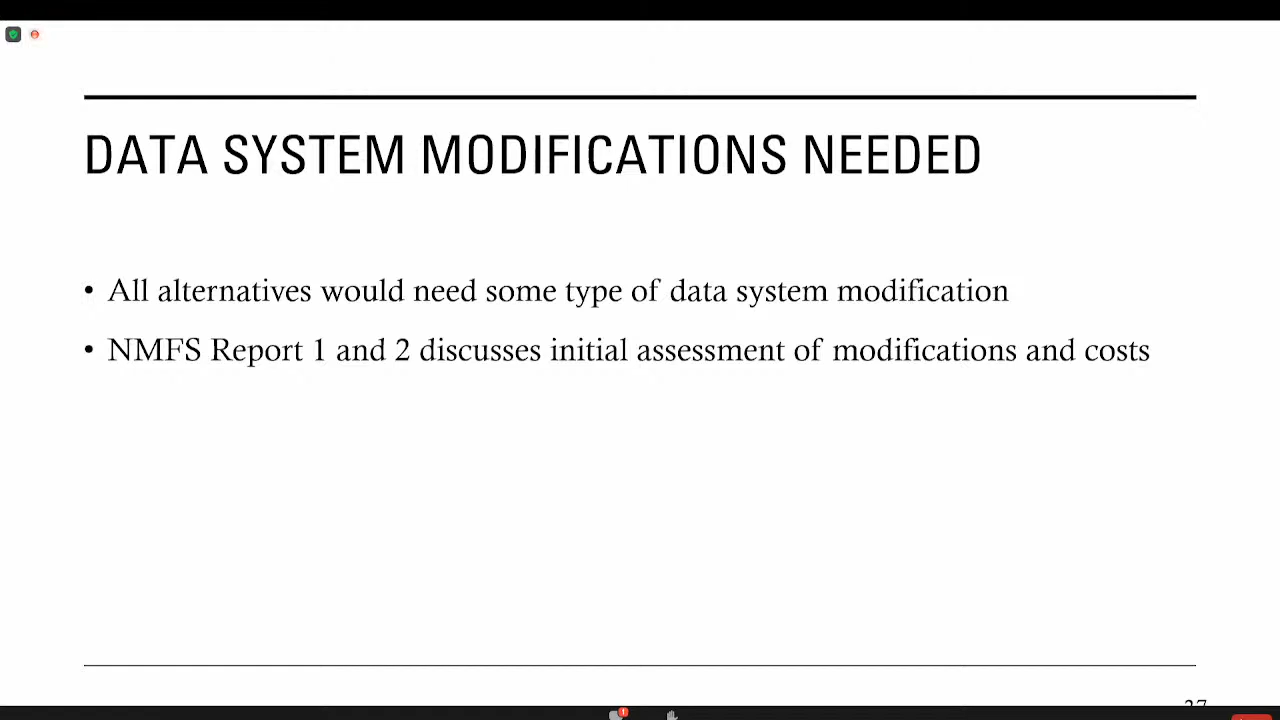 DATA SYSTEM MODIFICATIONS NEEDED
• All alternatives would need some type of data system modification
• NMFS Report 1 and 2 discusses initial assessment of modifications and costs